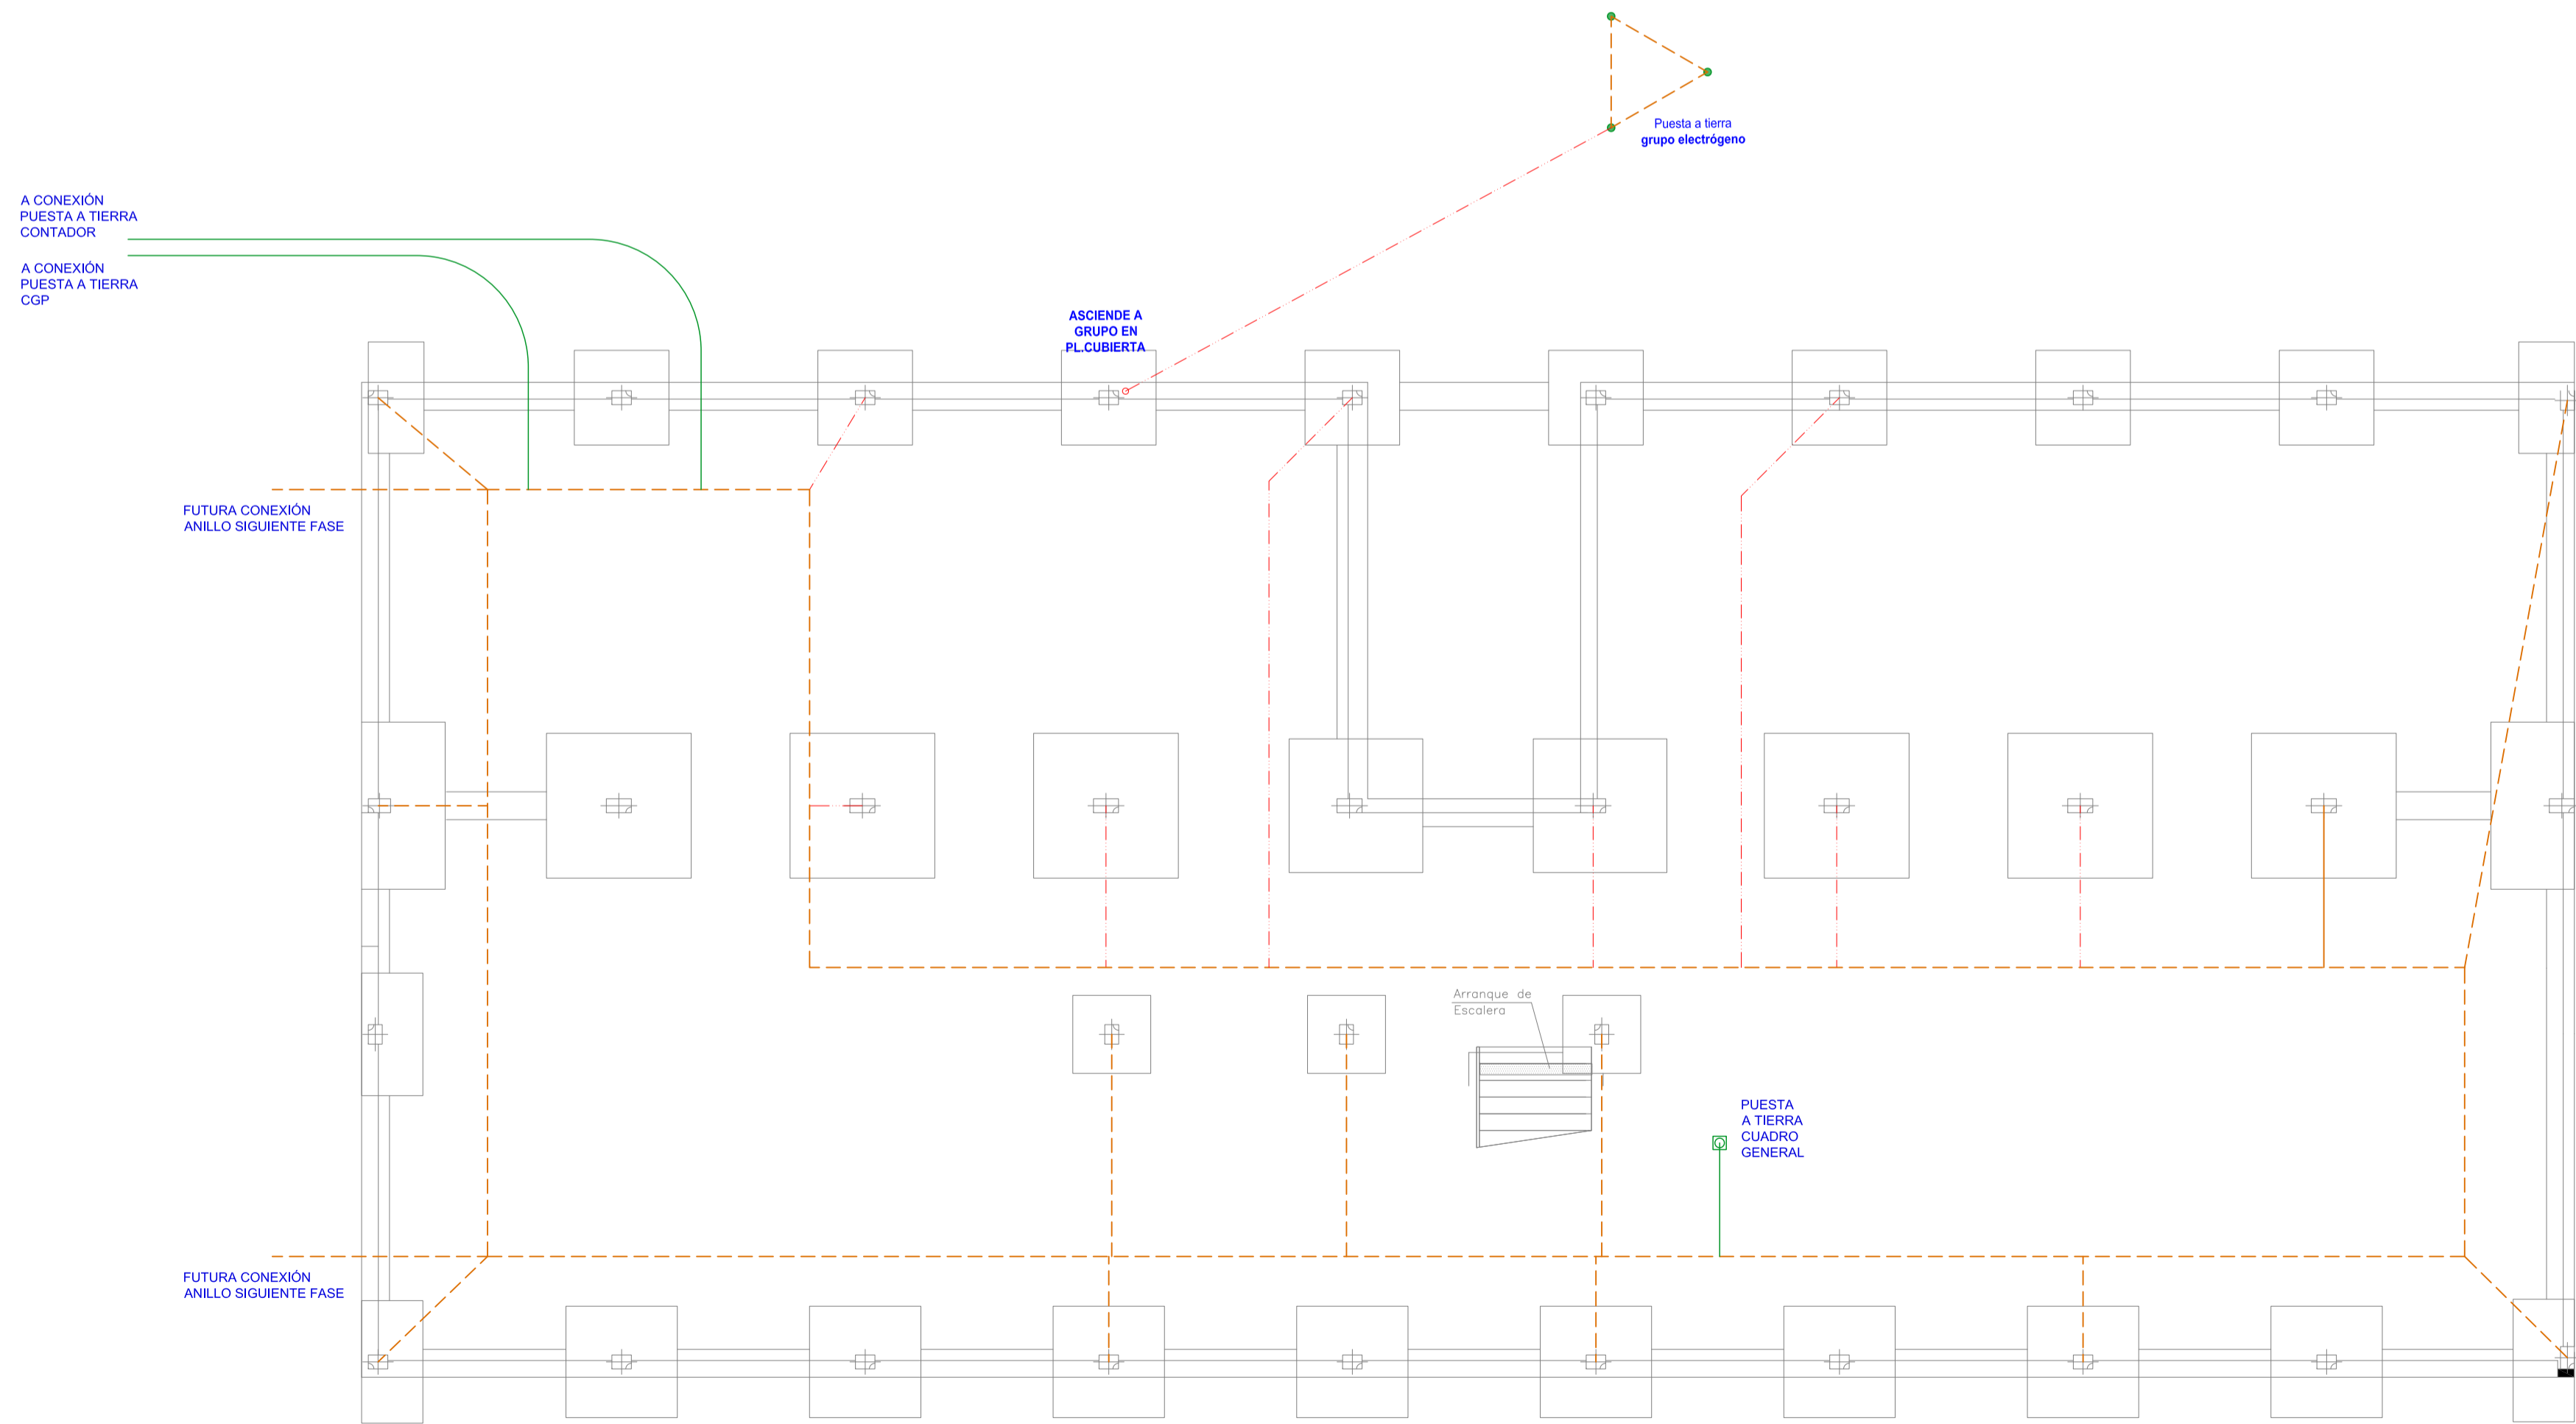 Puesta a tierra
grupo electrógeno
A CONEXIÓN
PUESTA A TIERRA
CONTADOR
A CONEXIÓN
PUESTA A TIERRA
CGP
ASCIENDE A
GRUPO EN
PL.CUBIERTA
FUTURA CONEXIÓN
ANILLO SIGUIENTE FASE
Arranque de
Escalera
PUESTA
A TIERRA
CUADRO
GENERAL
FUTURA CONEXIÓN
ANILLO SIGUIENTE FASE